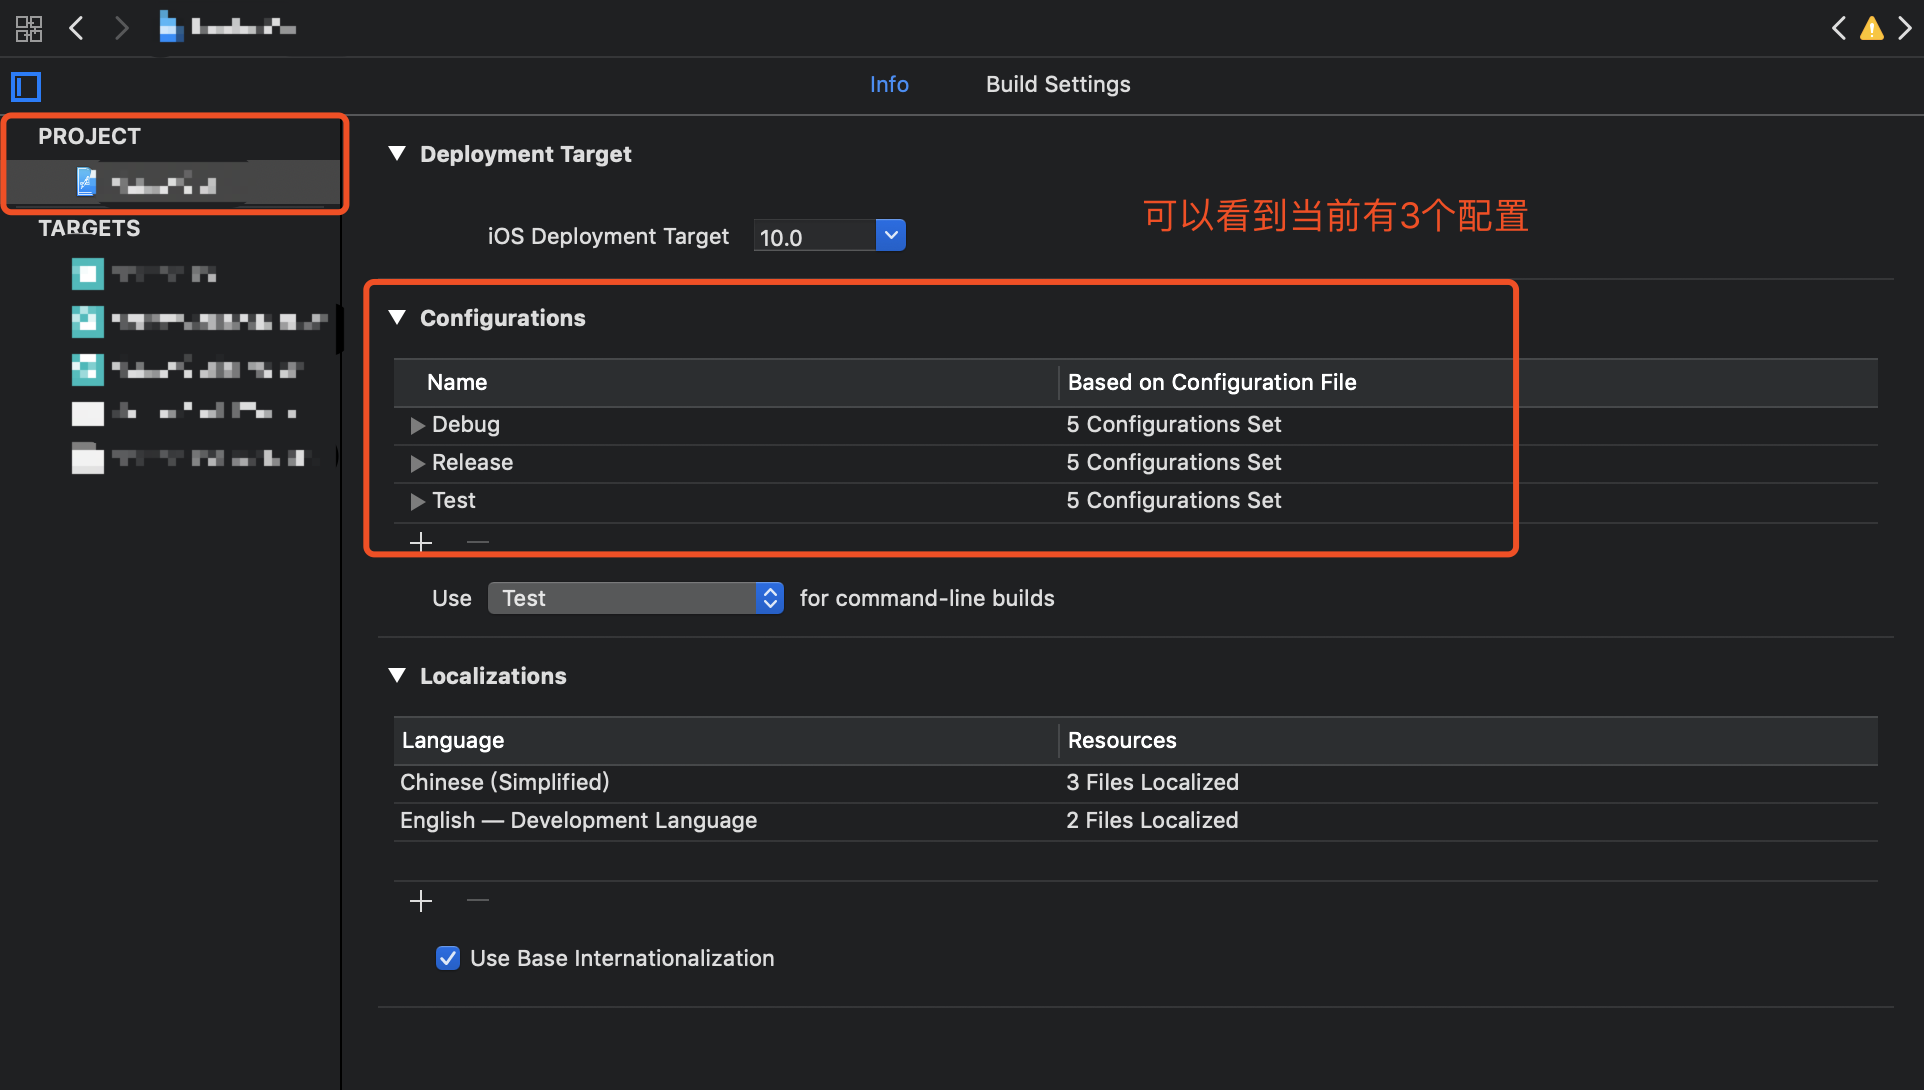 Info Build Settings
PROJECT
TARGETS
Deployment Target
可以看到当前有3个配置
iOS Deployment Target 10.0
Configurations
Name Based on Configuration File
Debug 5 Configurations Set
Release 5 Configurations Set
Test 5 Configurations Set
Use Test for command-line builds
Localizations
Language Resources
Chinese (Simplified) 3 Files Localized
English — Development Language 2 Files Localized
Use Base Internationalization